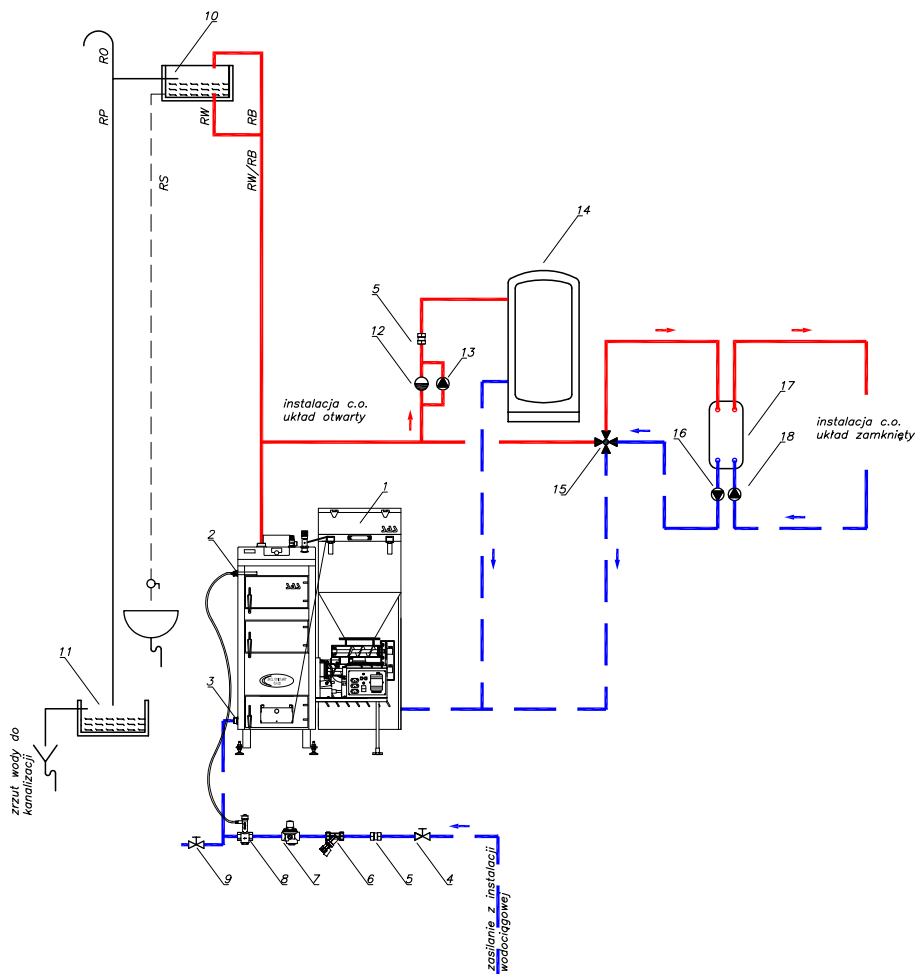 10
RO
RW
RB
RP
RS
RW/RB
14
5
12
13
instalacja c.o.
układ otwarty
17
instalacja c.o.
układ zamknięty
16
18
15
1
2
3
11
zrzut wody do
kanalizacji
9
8
7
6
5
4
zasilanie z instalacji
wodociągowej